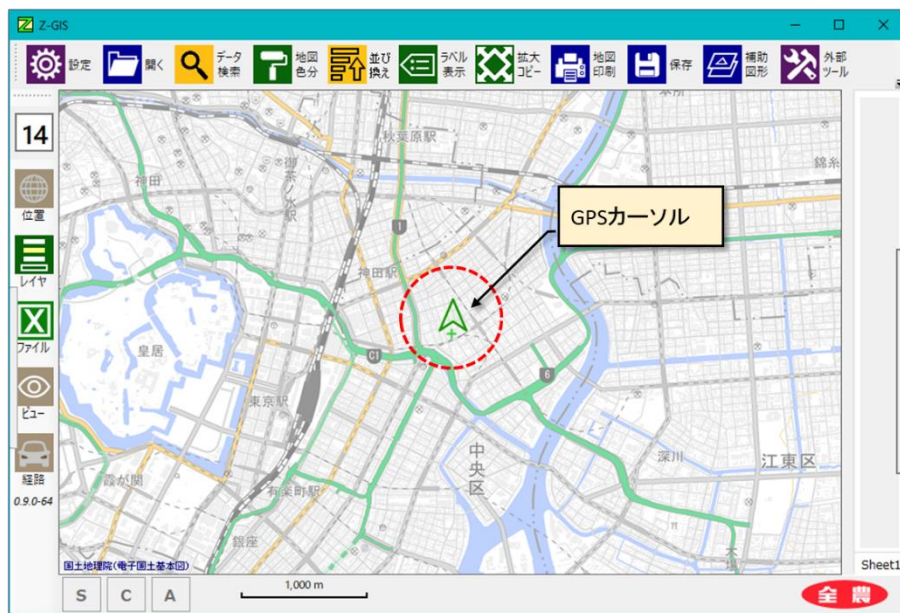 Z-GIS
設定
開く
データ
検索
地図
色分
並び
換え
ラベル
表示
拡大
コピー
地図
印刷
保存
補助
図形
外部
ツール
14
位置
レイヤ
ファイル
ビュー
経路
0.9.0-64
秋葉原駅
神田
御茶ノ水駅
錦糸
GPSカーソル
1
神田駅
皇居
C1
6
東京駅
中央区
深川
江東区
霞が関
有楽町駅
銀座
国土地理院(電子国土基本図)
Sheet1
S
C
A
1,000 m
全農